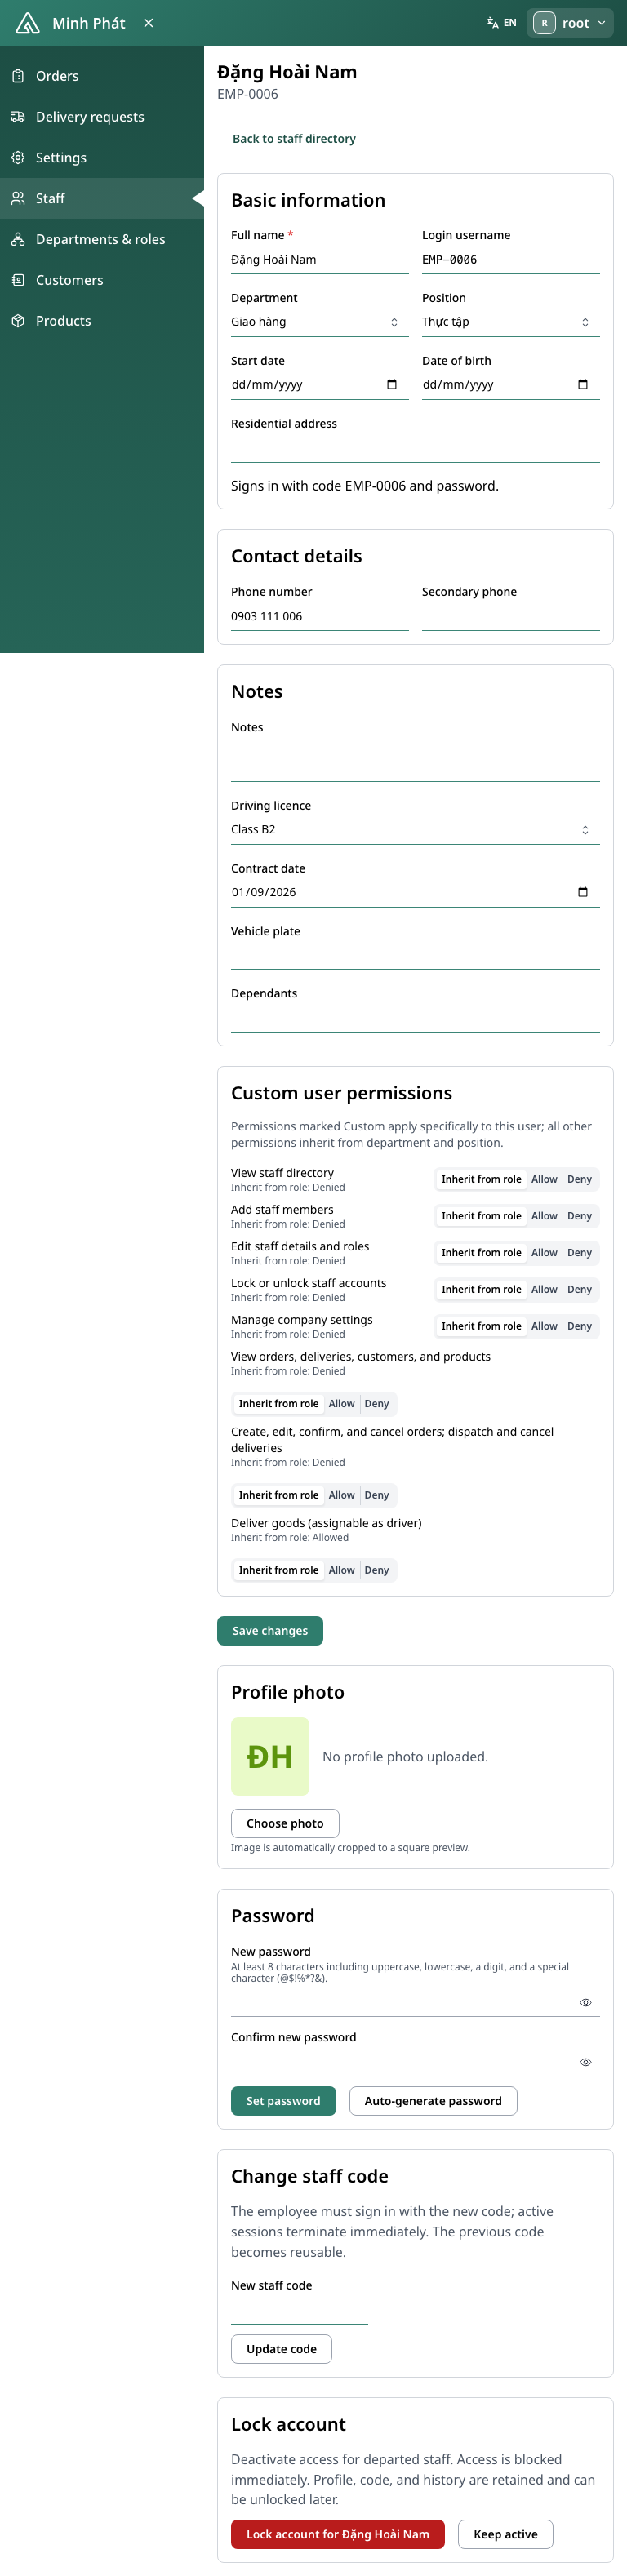 Minh Phát
EN
R
root
Orders
Delivery requests
Settings
Staff
Departments & roles
Customers
Products
Đặng Hoài Nam
EMP-0006
Back to staff directory
Basic information
Full name *
Login username
Đặng Hoài Nam
EMP-0006
Department
Position
Giao hàng
Thực tập
Start date
Date of birth
dd/mm/yyyy
dd/mm/yyyy
Residential address
Signs in with code EMP-0006 and password.
Contact details
Phone number
Secondary phone
0903 111 006
Notes
Notes
Driving licence
Class B2
Contract date
01/09/2026
Vehicle plate
Dependants
Custom user permissions
Permissions marked Custom apply specifically to this user; all other
permissions inherit from department and position.
View staff directory
Inherit from role: Denied
Inherit from role Allow Deny
Add staff members
Inherit from role: Denied
Inherit from role Allow Deny
Edit staff details and roles
Inherit from role: Denied
Inherit from role Allow Deny
Lock or unlock staff accounts
Inherit from role: Denied
Inherit from role Allow Deny
Manage company settings
Inherit from role: Denied
Inherit from role Allow Deny
View orders, deliveries, customers, and products
Inherit from role: Denied
Inherit from role Allow Deny
Create, edit, confirm, and cancel orders; dispatch and cancel
deliveries
Inherit from role: Denied
Inherit from role Allow Deny
Deliver goods (assignable as driver)
Inherit from role: Allowed
Inherit from role Allow Deny
Save changes
Profile photo
ĐH
No profile photo uploaded.
Choose photo
Image is automatically cropped to a square preview.
Password
New password
At least 8 characters including uppercase, lowercase, a digit, and a special
character (@$!%*?&).
Confirm new password
Set password
Auto-generate password
Change staff code
The employee must sign in with the new code; active
sessions terminate immediately. The previous code
becomes reusable.
New staff code
Update code
Lock account
Deactivate access for departed staff. Access is blocked
immediately. Profile, code, and history are retained and can
be unlocked later.
Lock account for Đặng Hoài Nam
Keep active